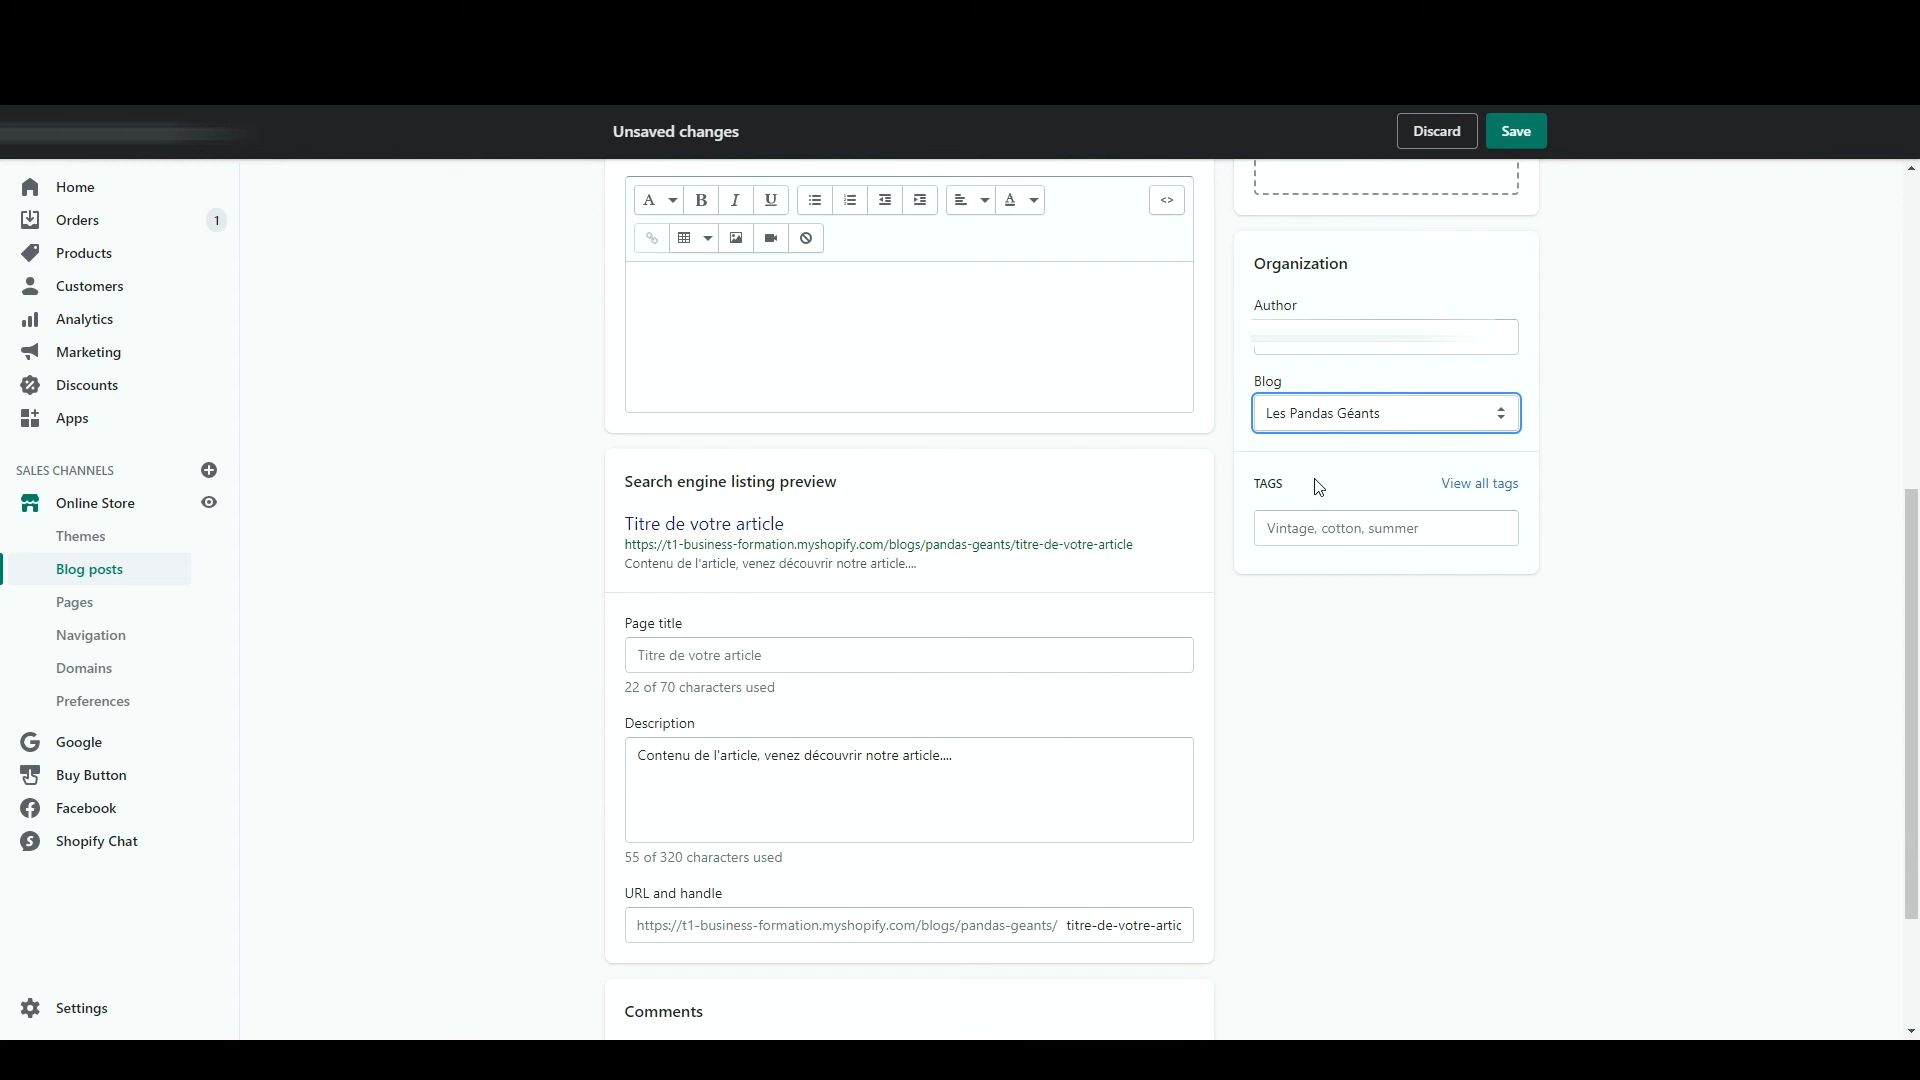 Unsaved changes
Discard
Save
Home
Orders
1
Products
Customers
Analytics
Marketing
Discounts
Apps
SALES CHANNELS
Online Store
Themes
Blog posts
Pages
Navigation
Domains
Preferences
Google
Buy Button
Facebook
Shopify Chat
Settings
A
B
I
U
A
<>
Search engine listing preview
Titre de votre article
https://t1-business-formation.myshopify.com/blogs/pandas-geants/titre-de-votre-article
Contenu de l'article, venez découvrir notre article....
Page title
Titre de votre article
22 of 70 characters used
Description
Contenu de l'article, venez découvrir notre article....
55 of 320 characters used
URL and handle
https://t1-business-formation.myshopify.com/blogs/pandas-geants/ titre-de-votre-artic
Comments
Organization
Author
Blog
Les Pandas Géants
TAGS
View all tags
Vintage, cotton, summer